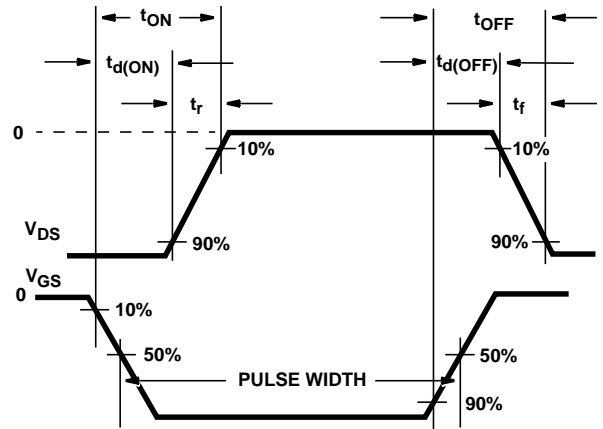 tON tOFF
td(ON) td(OFF)
tr tf
0
10% 10%
VDS
90% 90%
VGS
0
10%
50% 50%
PULSE WIDTH
90%